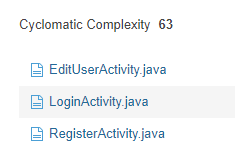 Cyclomatic Complexity 63
EditUserActivity.java
LoginActivity.java
RegisterActivity.java